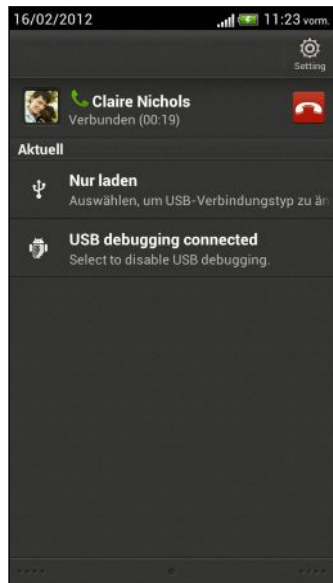 16/02/2012 11:23 vorm.
Setting
Claire Nichols
Verbunden (00:19)
Aktuell
Nur laden
Auswählen, um USB-Verbindungstyp zu än
USB debugging connected
Select to disable USB debugging.